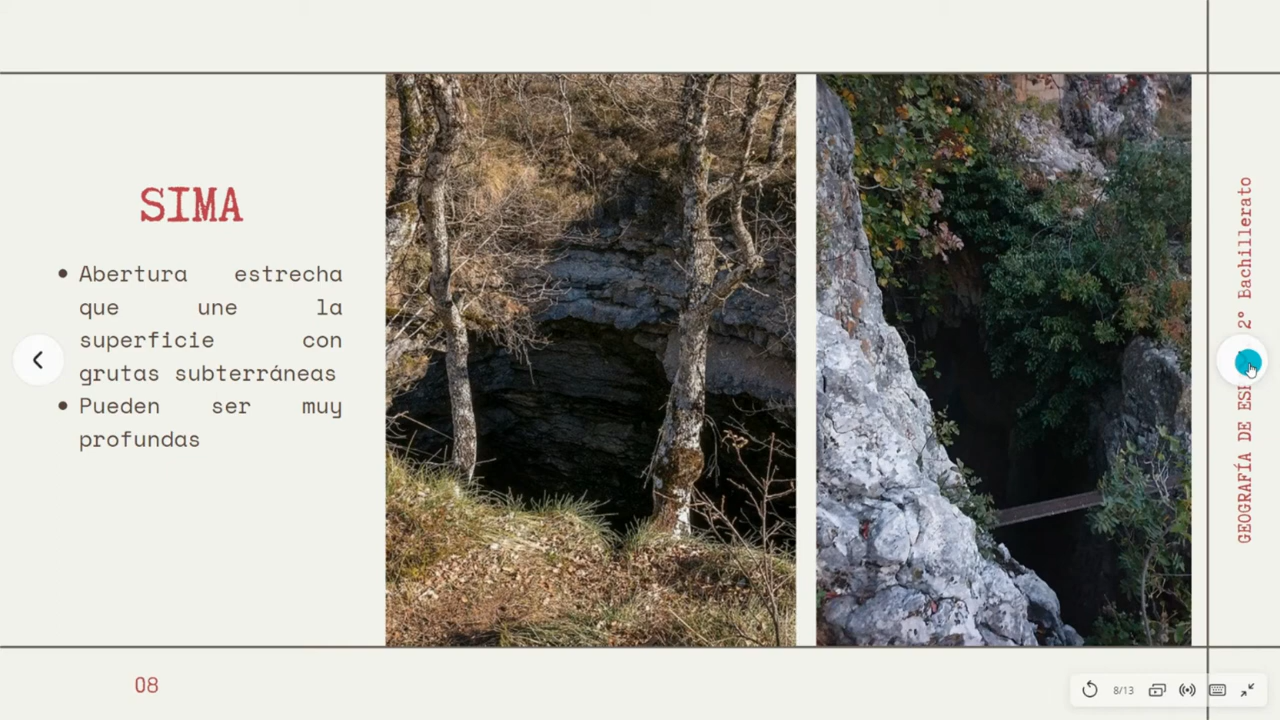 SIMA
• Abertura estrecha
que une la
superficie con
grutas subterráneas
• Pueden ser muy
profundas
08
GEOGRAFÍA DE ES 2° Bachillerato
8/13